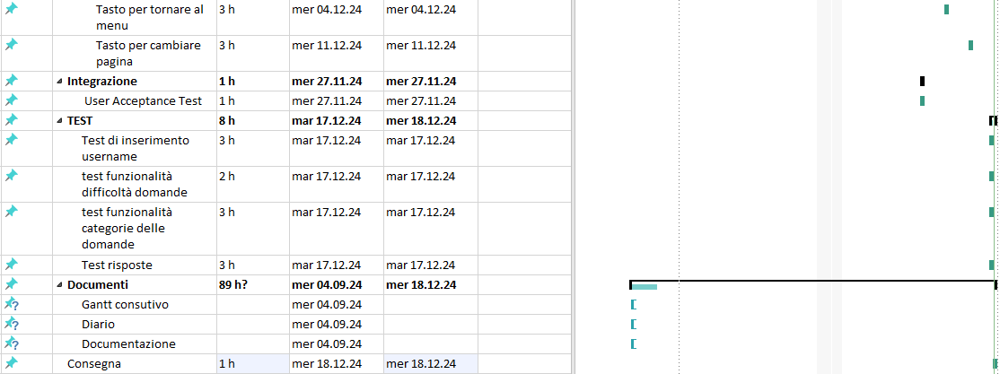 Tasto per tornare al 3 h mer 04.12.24 mer 04.12.24
menu
Tasto per cambiare 3 h mer 11.12.24 mer 11.12.24
pagina
Integrazione 1 h mer 27.11.24 mer 27.11.24
User Acceptance Test 1 h mer 27.11.24 mer 27.11.24
TEST 8 h mar 17.12.24 mer 18.12.24
Test di inserimento 3 h mar 17.12.24 mar 17.12.24
username
test funzionalità 2 h mar 17.12.24 mar 17.12.24
difficoltà domande
test funzionalità 3 h mar 17.12.24 mar 17.12.24
categorie delle
domande
Test risposte 3 h mar 17.12.24 mar 17.12.24
Documenti 89 h? mer 04.09.24 mer 18.12.24
Gantt consutivo mer 04.09.24
Diario mer 04.09.24
Documentazione mer 04.09.24
Consegna 1 h mer 18.12.24 mer 18.12.24